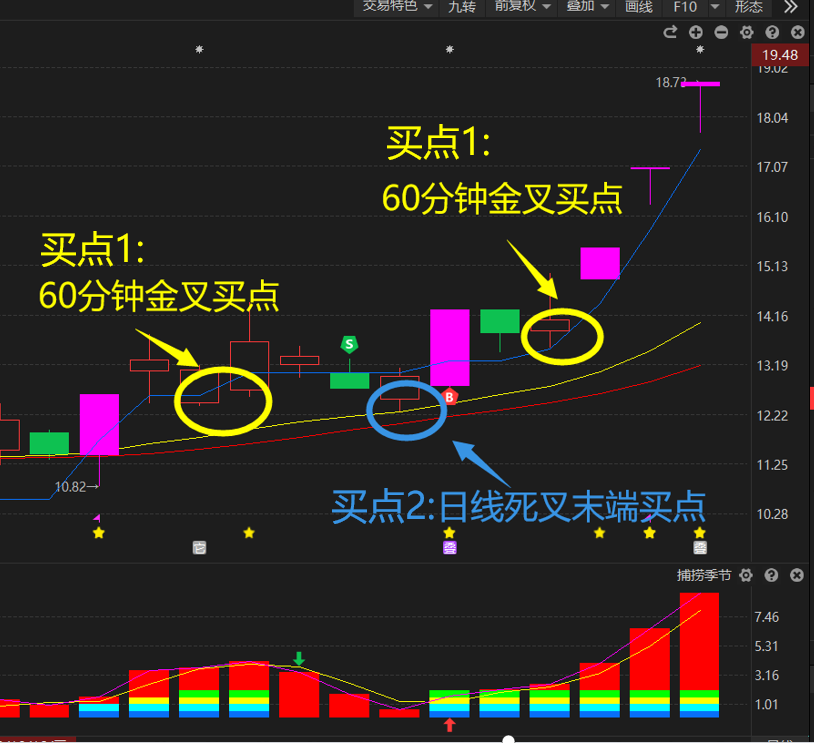 交易特色 九转 前复权 叠加 画线 F10 形态
19.48
19.02
18.72→
18.04
买点1:
17.07
60分钟金叉买点
16.10
买点1:
15.13
60分钟金叉买点
14.16
S
13.19
B
12.22
11.25
10.82→
买点2:日线死叉末端买点
10.28
捕捞季节
7.46
5.31
3.16
1.01